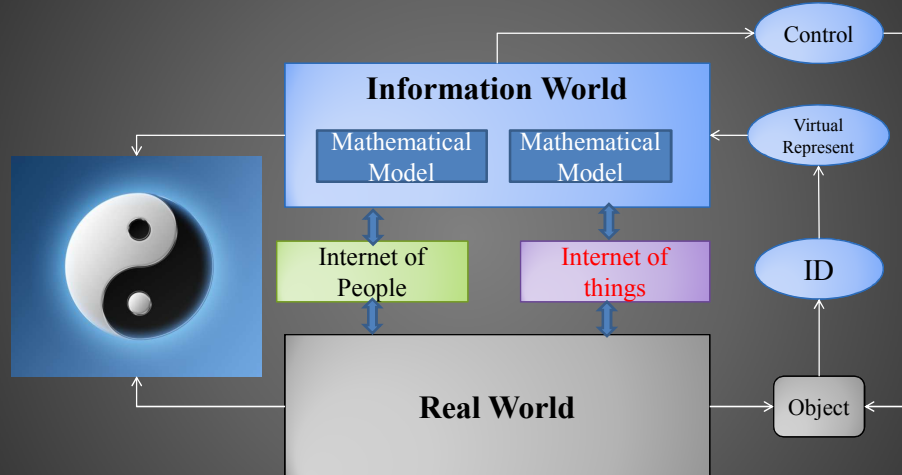 Control
Information World
Mathematical
Model
Mathematical
Model
Virtual
Represent
Internet of
People
Internet of
things
ID
Real World
Object